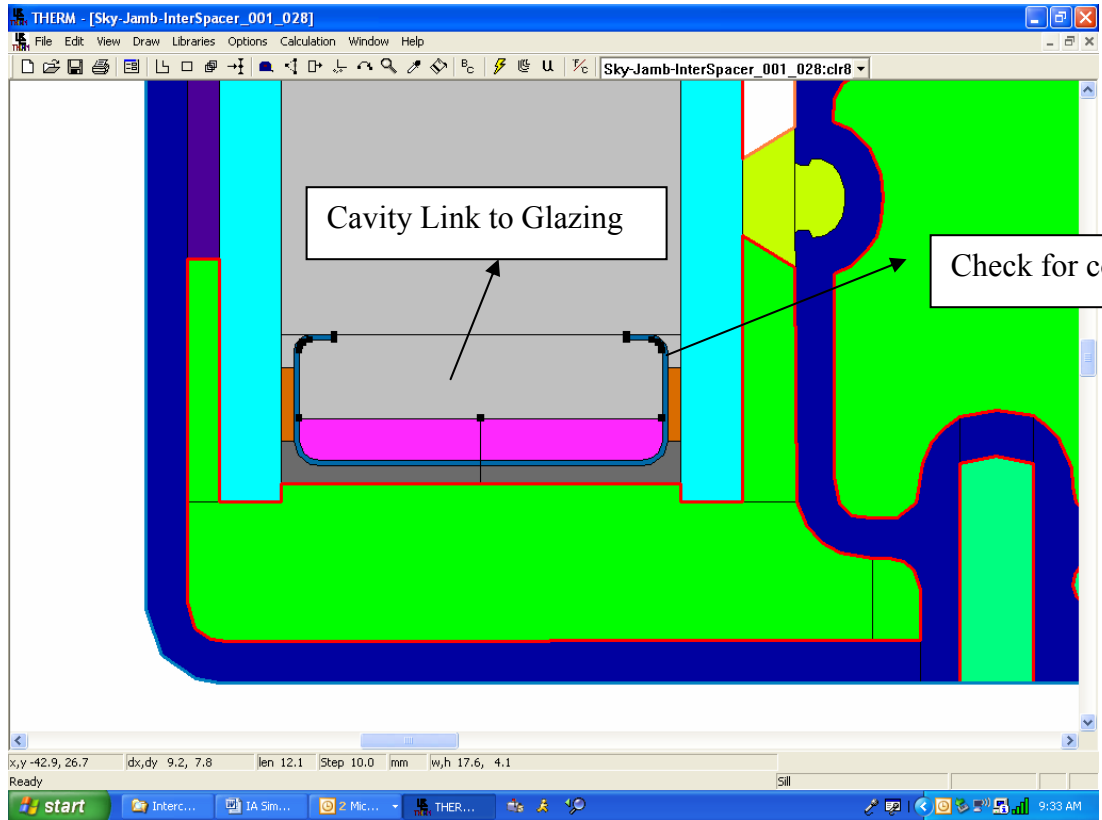 THERM - [Sky-Jamb-InterSpacer_001_028]
File Edit View Draw Libraries Options Calculation Window Help
Sky-Jamb-InterSpacer_001_028:clr8
Cavity Link to Glazing
Check for
x,y -42.9, 26.7 dx,dy 9.2, 7.8 len 12.1 Step 10.0 mm w,h 17.6, 4.1
Ready Sill
start Interc... IA Sim... 2 Mic... THER... 9:33 AM